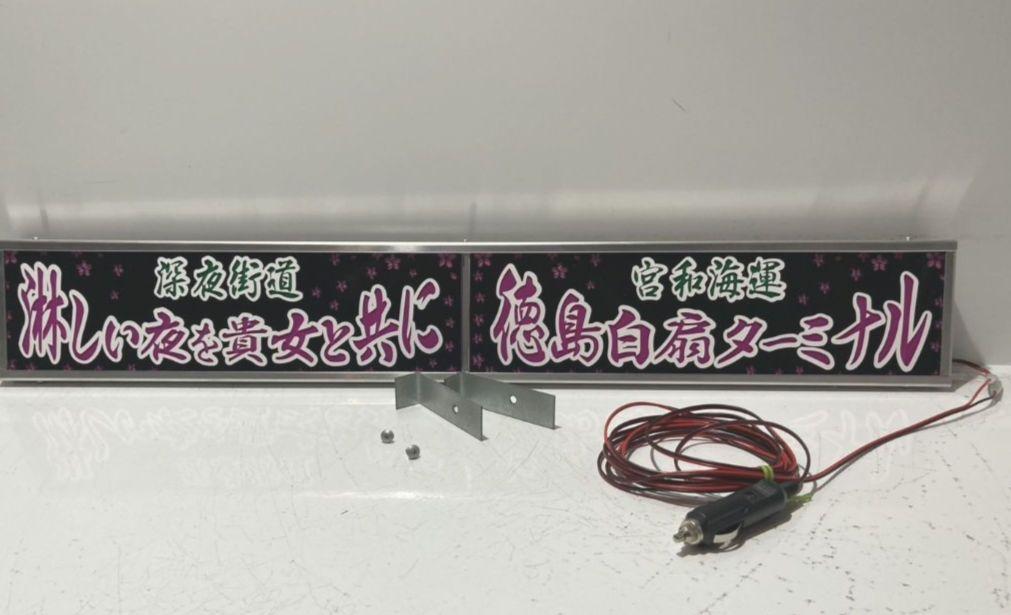 深夜街道
淋しい夜を貴女と共に
宮和海運
徳島白扇ターミナル